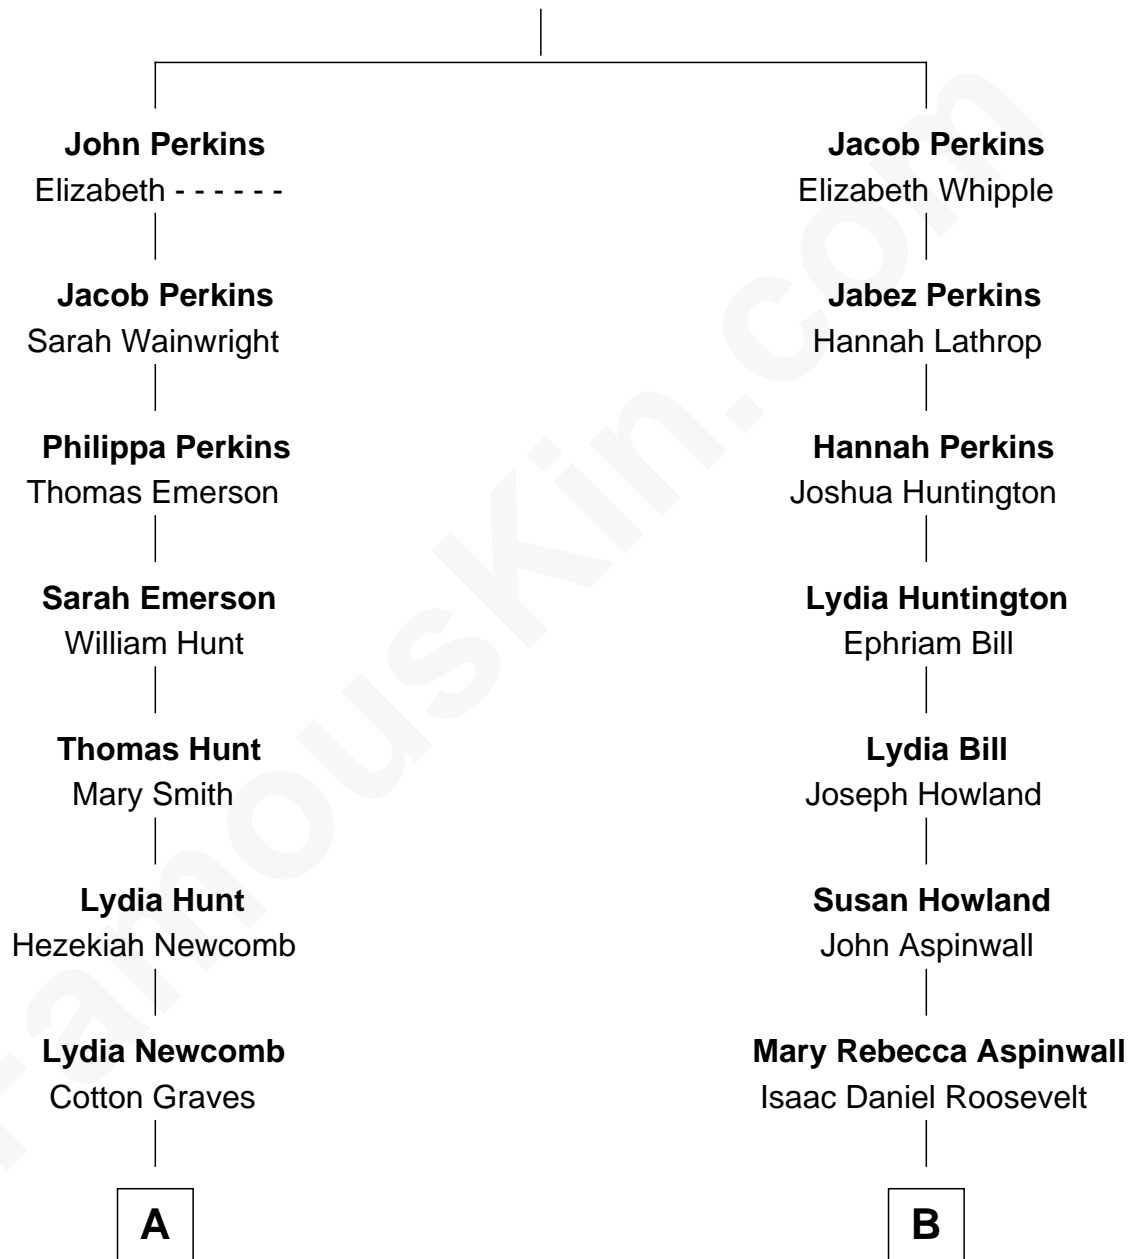 John Perkins
Elizabeth - - - - - -
Jacob Perkins
Sarah Wainwright
Philippa Perkins
Thomas Emerson
Sarah Emerson
William Hunt
Thomas Hunt
Mary Smith
Lydia Hunt
Hezekiah Newcomb
Lydia Newcomb
Cotton Graves
A
Jacob Perkins
Elizabeth Whipple
Jabez Perkins
Hannah Lathrop
Hannah Perkins
Joshua Huntington
Lydia Huntington
Ephriam Bill
Lydia Bill
Joseph Howland
Susan Howland
John Aspinwall
Mary Rebecca Aspinwall
Isaac Daniel Roosevelt
B
FamousKin.com